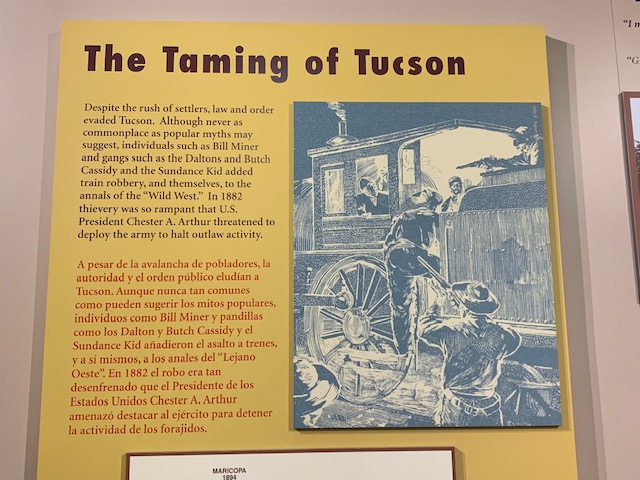 The Taming of Tucson
Despite the rush of settlers, law and order
evaded Tucson. Although never as
commonplace as popular myths may
suggest, individuals such as Bill Miner
and gangs such as the Daltons and Butch
Cassidy and the Sundance Kid added
train robbery, and themselves, to the
annals of the “Wild West.” In 1882
thievery was so rampant that U.S.
President Chester A. Arthur threatened to
deploy the army to halt outlaw activity.
A pesar de la avalancha de pobladores, la
autoridad y el orden público eludían a
Tucson. Aunque nunca tan comunes
como pueden sugerir los mitos populares,
individuos como Bill Miner y pandillas
como los Dalton y Butch Cassidy y el
Sundance Kid añadieron el asalto a trenes,
y a sí mismos, a los anales del “Lejano
Oeste”. En 1882 el robo era tan
desenfrenado que el Presidente de los
Estados Unidos Chester A. Arthur
amenazó destacar al ejército para detener
la actividad de los forajidos.
MARICOPA
1894